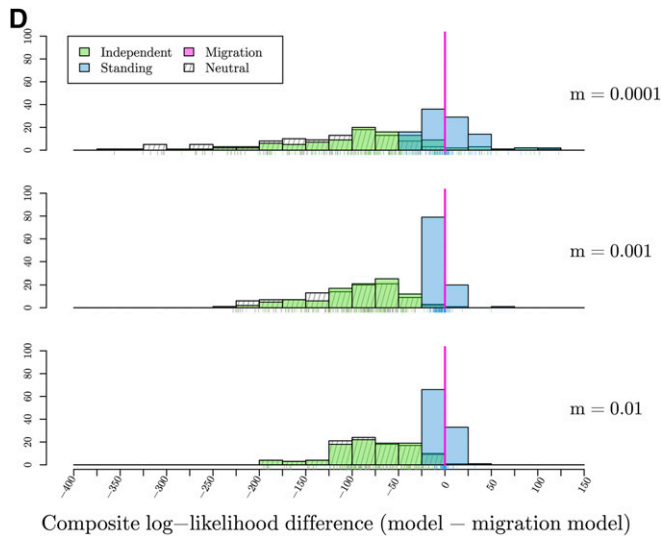 D
100
80
60
40
20
0
Independent Migration
Standing Neutral
m = 0.0001
100
80
60
40
20
0
m = 0.001
100
80
60
40
20
0
m = 0.01
−400 −350 −300 −250 −200 −150 −100 −50 0 50 100 150
Composite log−likelihood difference (model − migration model)